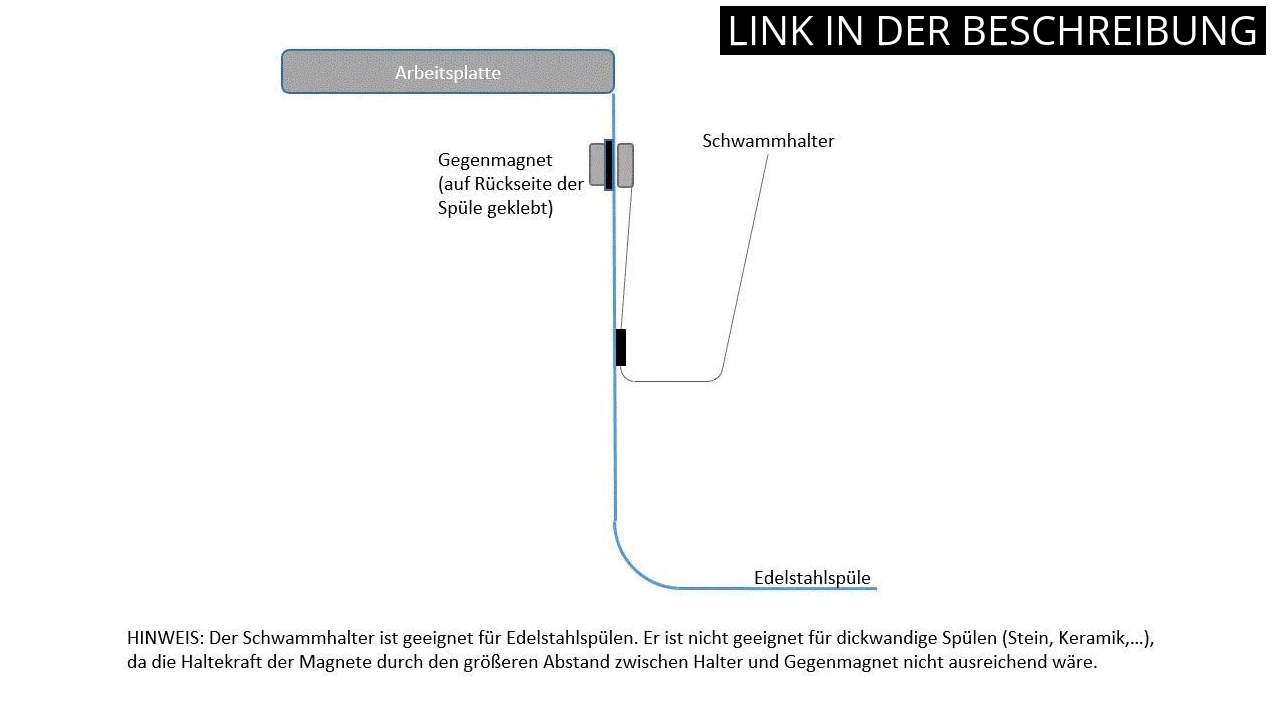 LINK IN DER BESCHREIBUNG
Arbeitsplatte
Schwammhalter
Gegenmagnet
(auf Rückseite der
Spüle geklebt)
Edelstahlspüle
HINWEIS: Der Schwammhalter ist geeignet für Edelstahlspülen. Er ist nicht geeignet für dickwandige Spülen (Stein, Keramik,...),
da die Haltekraft der Magnete durch den größeren Abstand zwischen Halter und Gegenmagnet nicht ausreichend wäre.